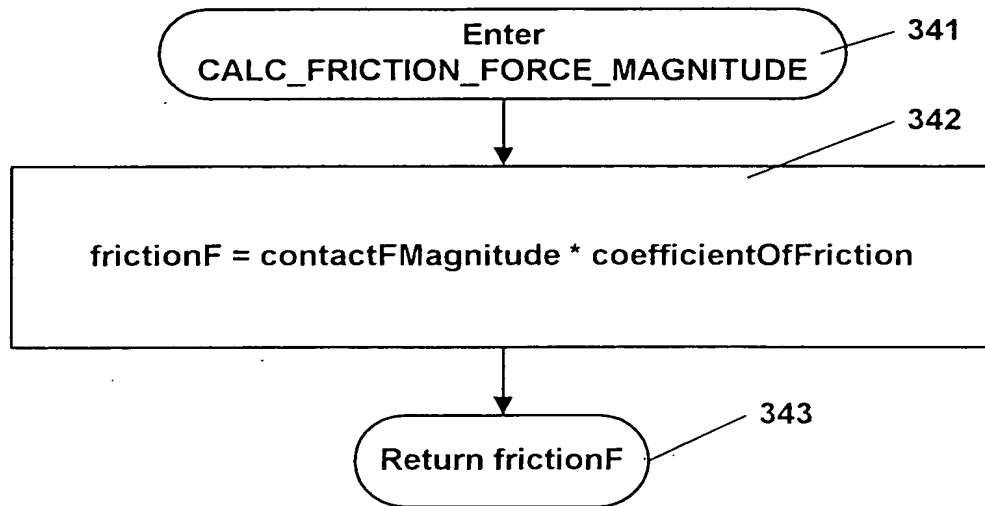 Enter
341
CALC_FRICTION_FORCE_MAGNITUDE
342
frictionF = contactFMagnitude * coefficientOfFriction
343
Return frictionF